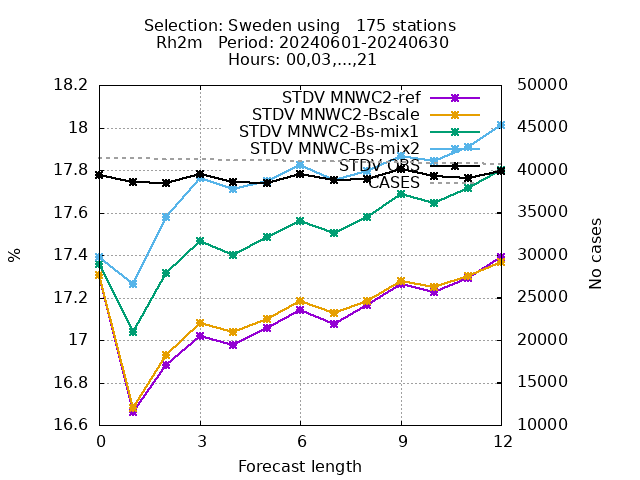 Selection: Sweden using   175 stations
Rh2m   Period: 20240601-20240630
Hours: 00,03,...,21
18.2
18
17.8
17.6
17.4
17.2
17
16.8
16.6
%
STDV MNWC2-ref
STDV MNWC2-Bscale
STDV MNWC2-Bs-mix1
STDV MNWC-Bs-mix2
STDV OBS
CASES
50000
45000
40000
35000
30000
25000
20000
15000
10000
No cases
0 3 6 9 12
Forecast length